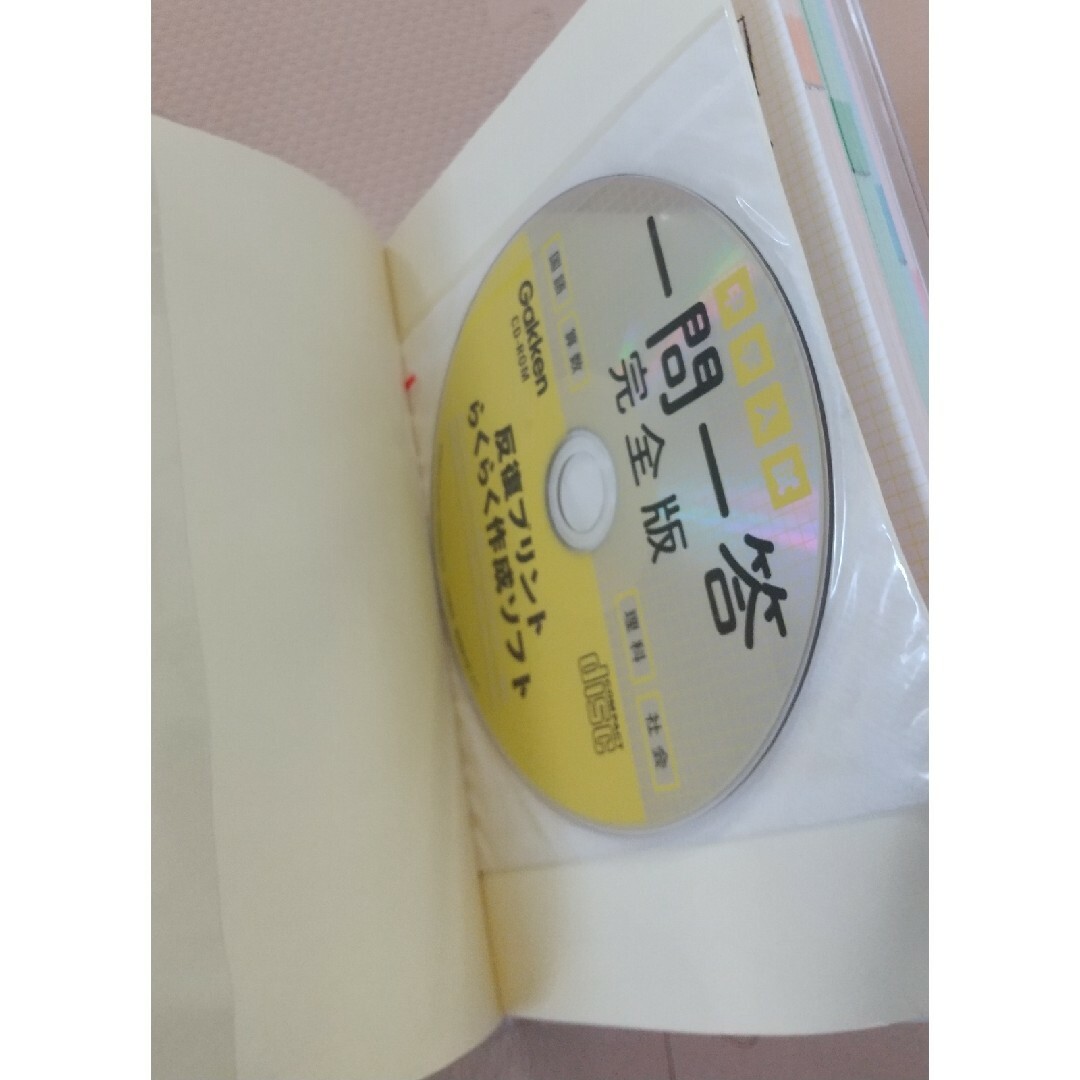 中学入試
一問一答
完全版
国語 算数
理科 社会
Gakken
CD-ROM
COMPACT
disc
反復プリント
らくらく作成ソフト